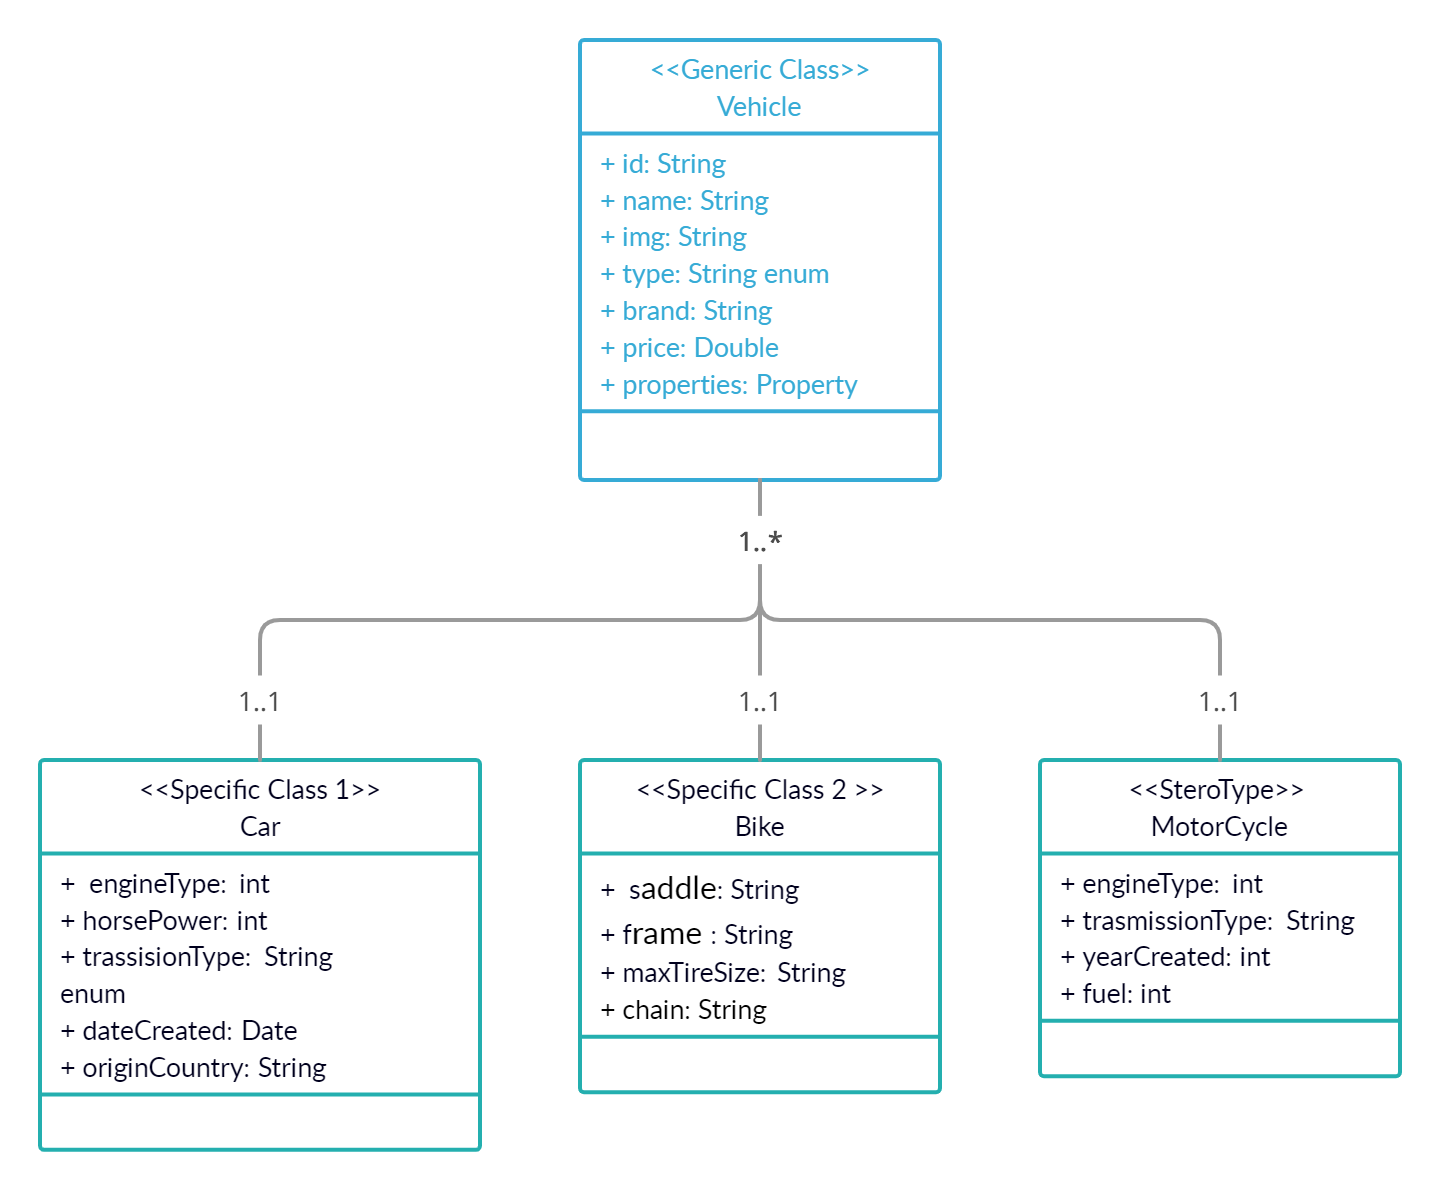 <<Generic Class>>
Vehicle
+ id: String
+ name: String
+ img: String
+ type: String enum
+ brand: String
+ price: Double
+ properties: Property
1..*
1..1
1..1
1..1
<<Specific Class 1>>
Car
+  engineType:  int
+ horsePower: int
+ trassisionType:  String
enum
+ dateCreated: Date
+ originCountry: String
<<Specific Class 2 >>
Bike
+  saddle: String
+ frame : String
+ maxTireSize:  String
+ chain: String
<<SteroType>>
MotorCycle
+ engineType:  int
+ trasmissionType:  String
+ yearCreated: int
+ fuel: int